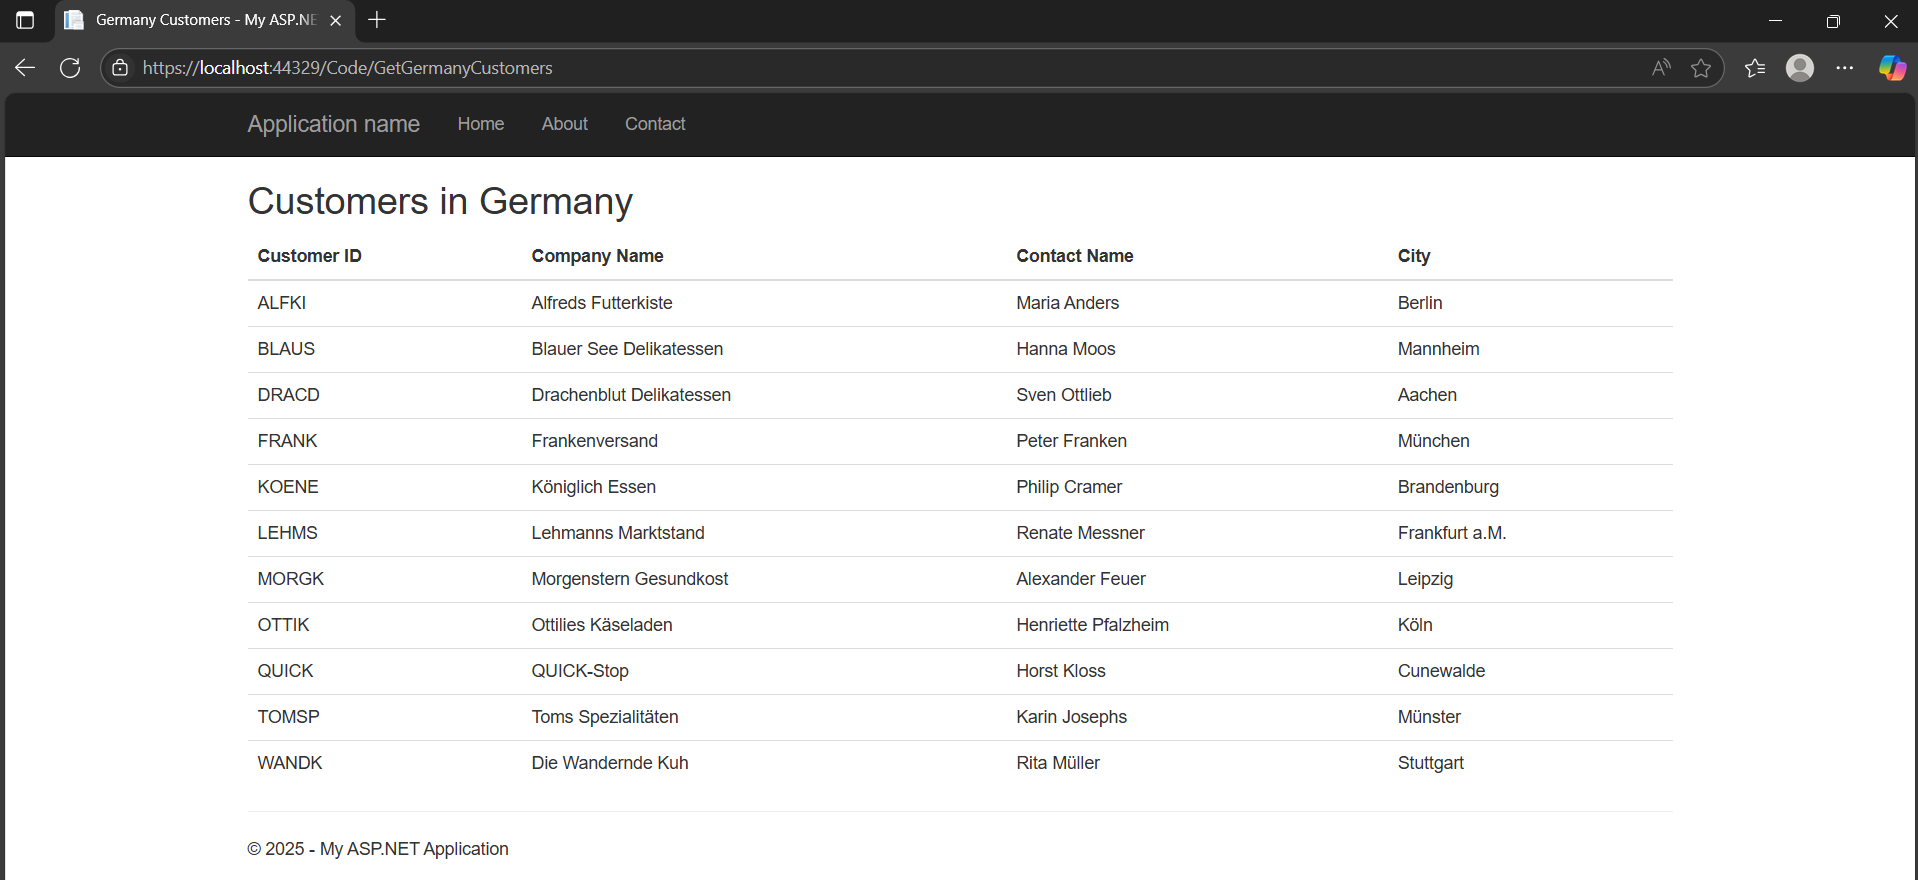 Germany Customers - My ASP.NE
https://localhost:44329/Code/GetGermanyCustomers
Application name Home About Contact
Customers in Germany
Customer ID Company Name Contact Name City
ALFKI Alfreds Futterkiste Maria Anders Berlin
BLAUS Blauer See Delikatessen Hanna Moos Mannheim
DRACD Drachenblut Delikatessen Sven Ottlieb Aachen
FRANK Frankenversand Peter Franken München
KOENE Königlich Essen Philip Cramer Brandenburg
LEHMS Lehmanns Marktstand Renate Messner Frankfurt a.M.
MORGK Morgenstern Gesundkost Alexander Feuer Leipzig
OTTIK Ottilies Käseladen Henriette Pfalzheim Köln
QUICK QUICK-Stop Horst Kloss Cunewalde
TOMSP Toms Spezialitäten Karin Josephs Münster
WANDK Die Wandernde Kuh Rita Müller Stuttgart
© 2025 - My ASP.NET Application